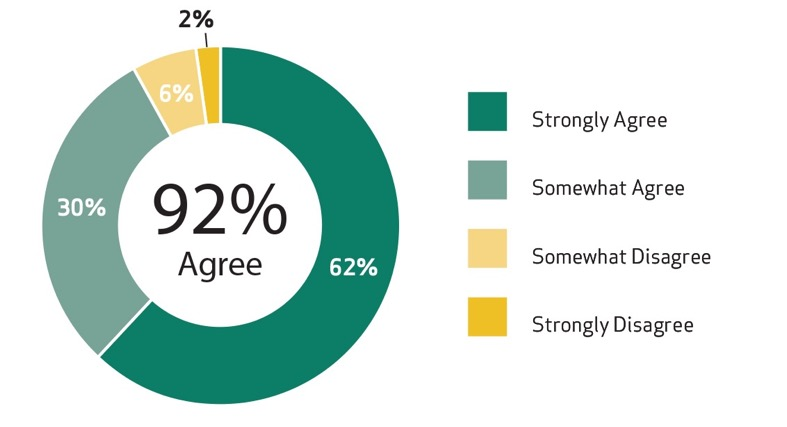 2%
6%
30%
92%
Agree
62%
Strongly Agree
Somewhat Agree
Somewhat Disagree
Strongly Disagree